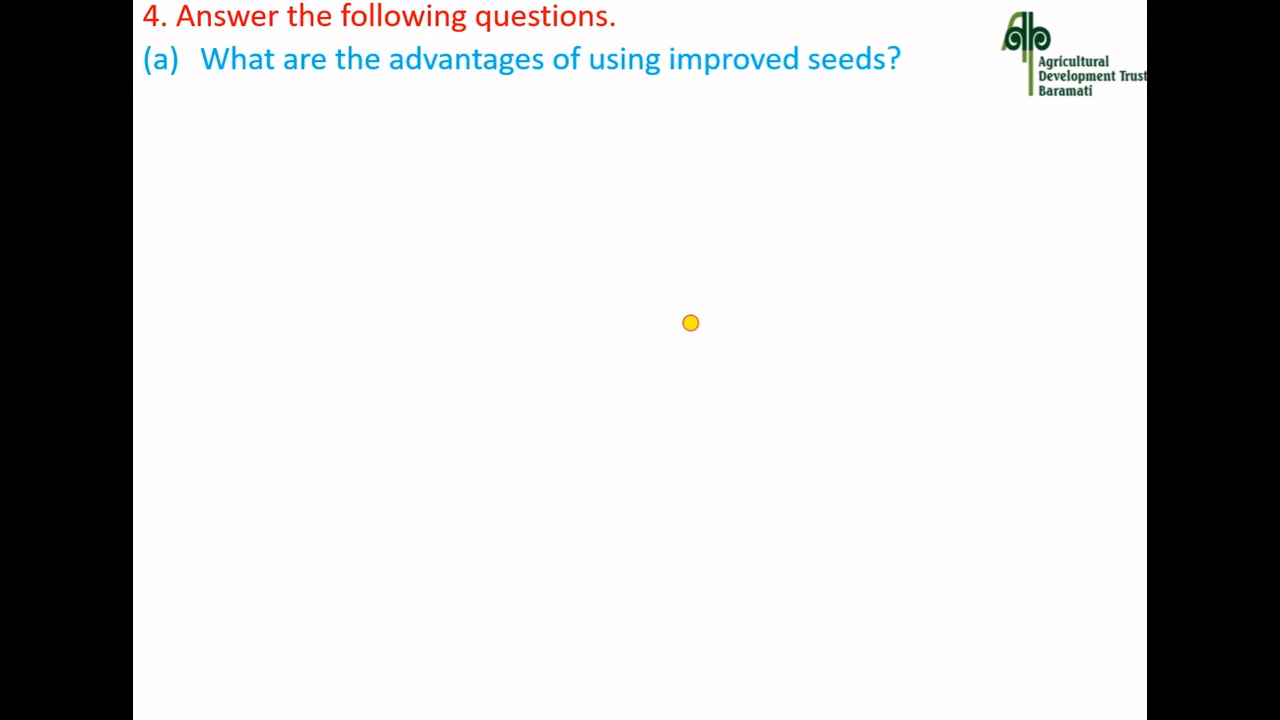 4. Answer the following questions.
(a) What are the advantages of using improved seeds?
Agricultural
Development Trust
Baramati